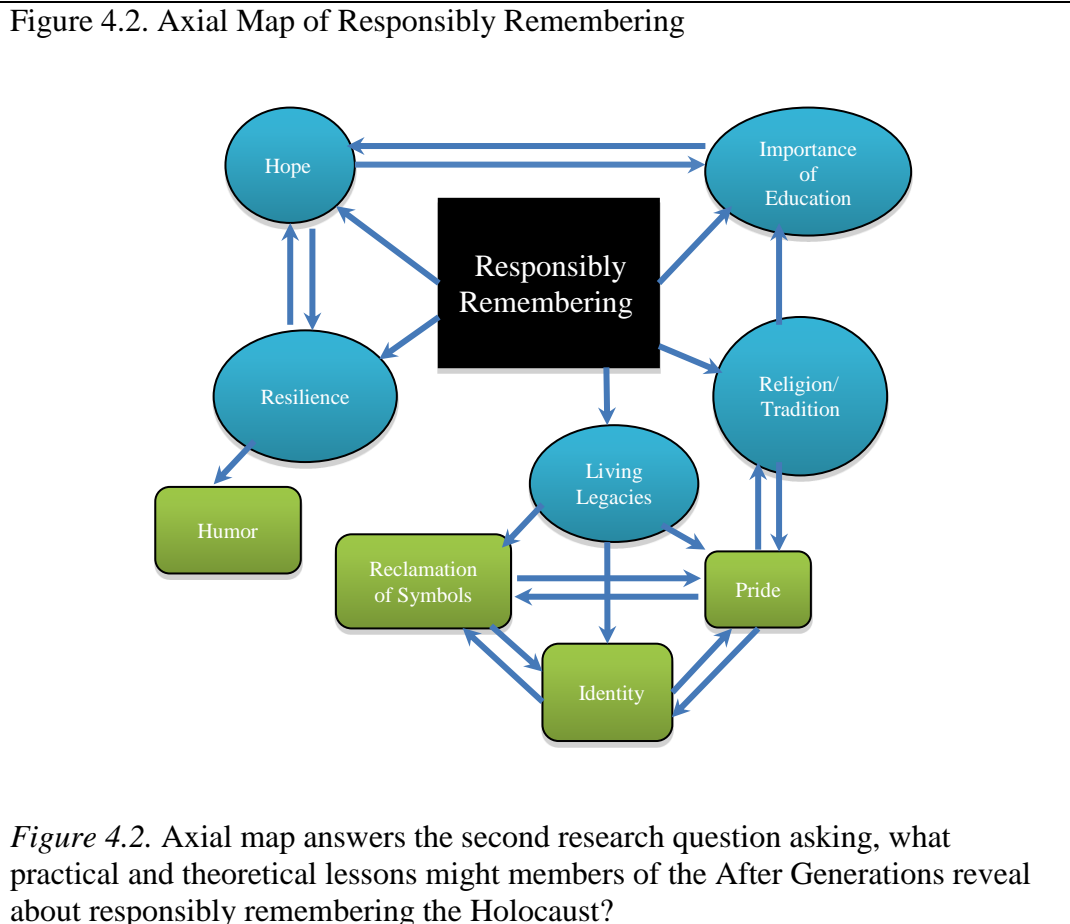 Figure 4.2. Axial Map of Responsibly Remembering
Hope
Importance
of
Education
Responsibly
Remembering
Resilience
Religion/
Tradition
Living
Legacies
Humor
Reclamation
of Symbols
Pride
Identity
Figure 4.2. Axial map answers the second research question asking, what
practical and theoretical lessons might members of the After Generations reveal
about responsibly remembering the Holocaust?